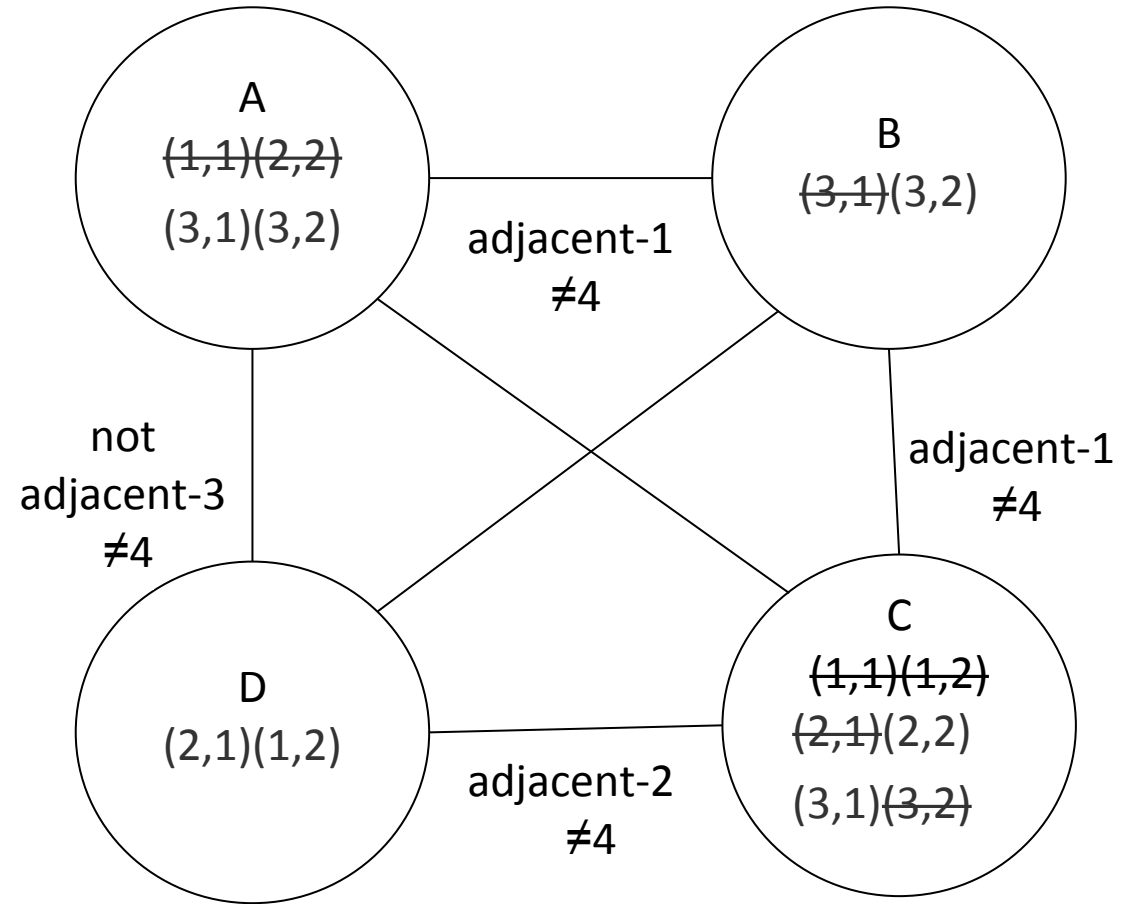 A
(1,1)(2,2)
(3,1)(3,2)
B
(3,1)(3,2)
adjacent-1
≠4
not
adjacent-3
≠4
adjacent-1
≠4
D
(2,1)(1,2)
adjacent-2
≠4
C
(1,1)(1,2)
(2,1)(2,2)
(3,1)(3,2)